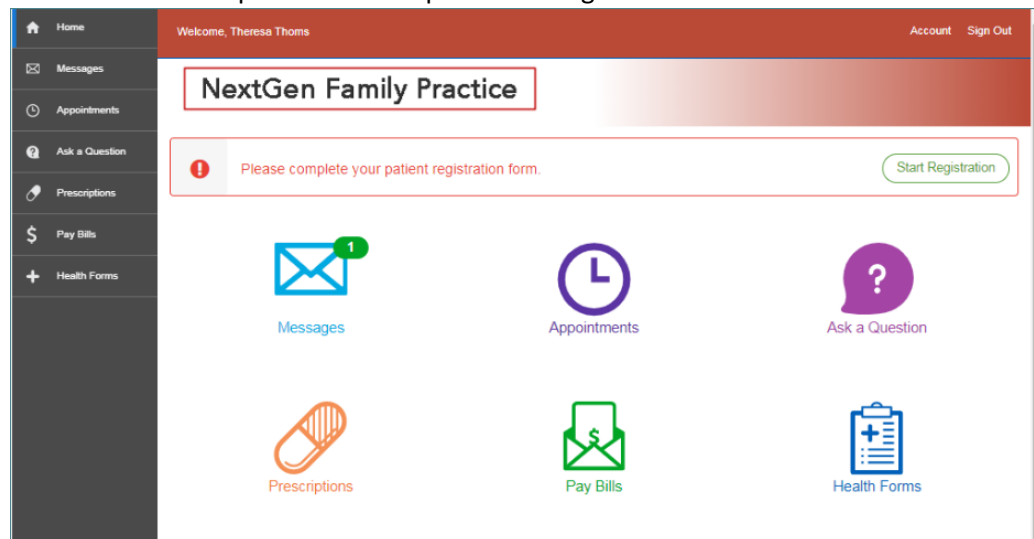 Home
Welcome, Theresa Thoms
Account Sign Out
Messages
NextGen Family Practice
Appointments
Ask a Question
Please complete your patient registration form.
Start Registration
Prescriptions
Pay Bills
Health Forms
1
Messages
Appointments
Ask a Question
Prescriptions
Pay Bills
Health Forms